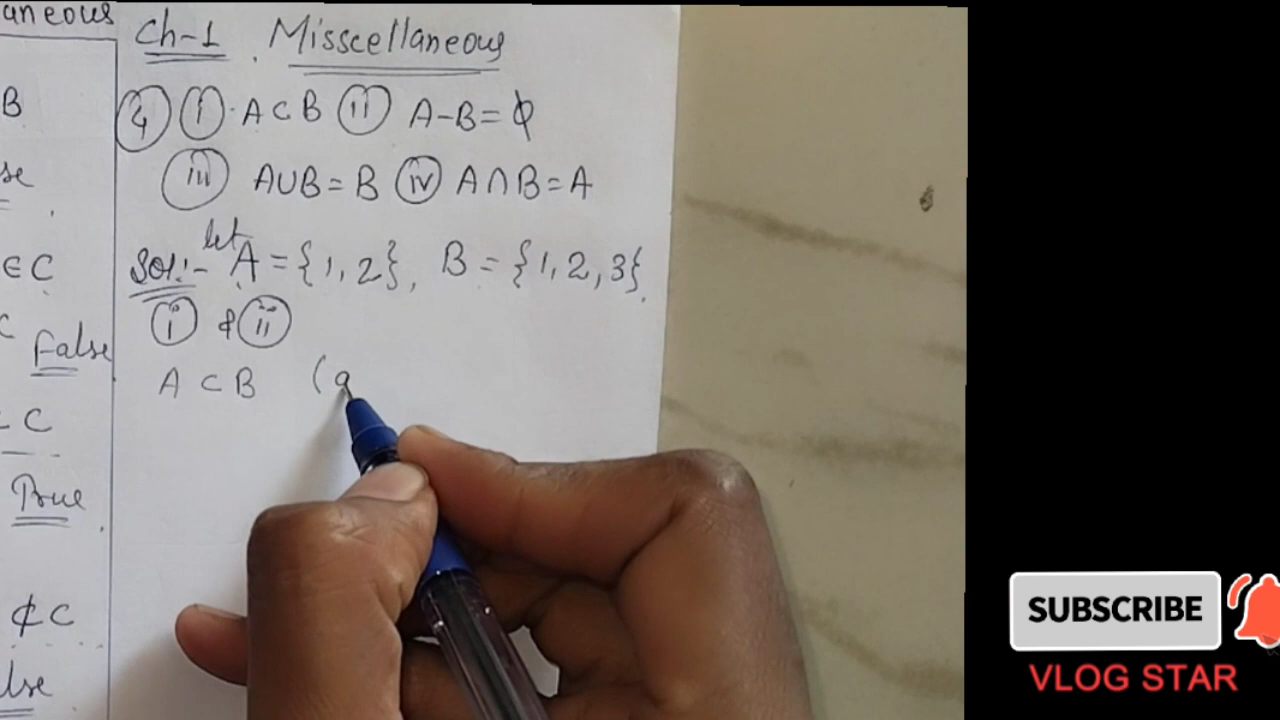 aneous
B
se
∈ C
C False
C
True
⊄ C
lse
Ch-1 . Misscellaneous
4 i . A ⊂ B ii A-B = ϕ
iii A∪B = B iv A∩B = A
Sol:- let A = {1, 2}, B = {1, 2, 3}.
i & ii
A ⊂ B (a
SUBSCRIBE
VLOG STAR